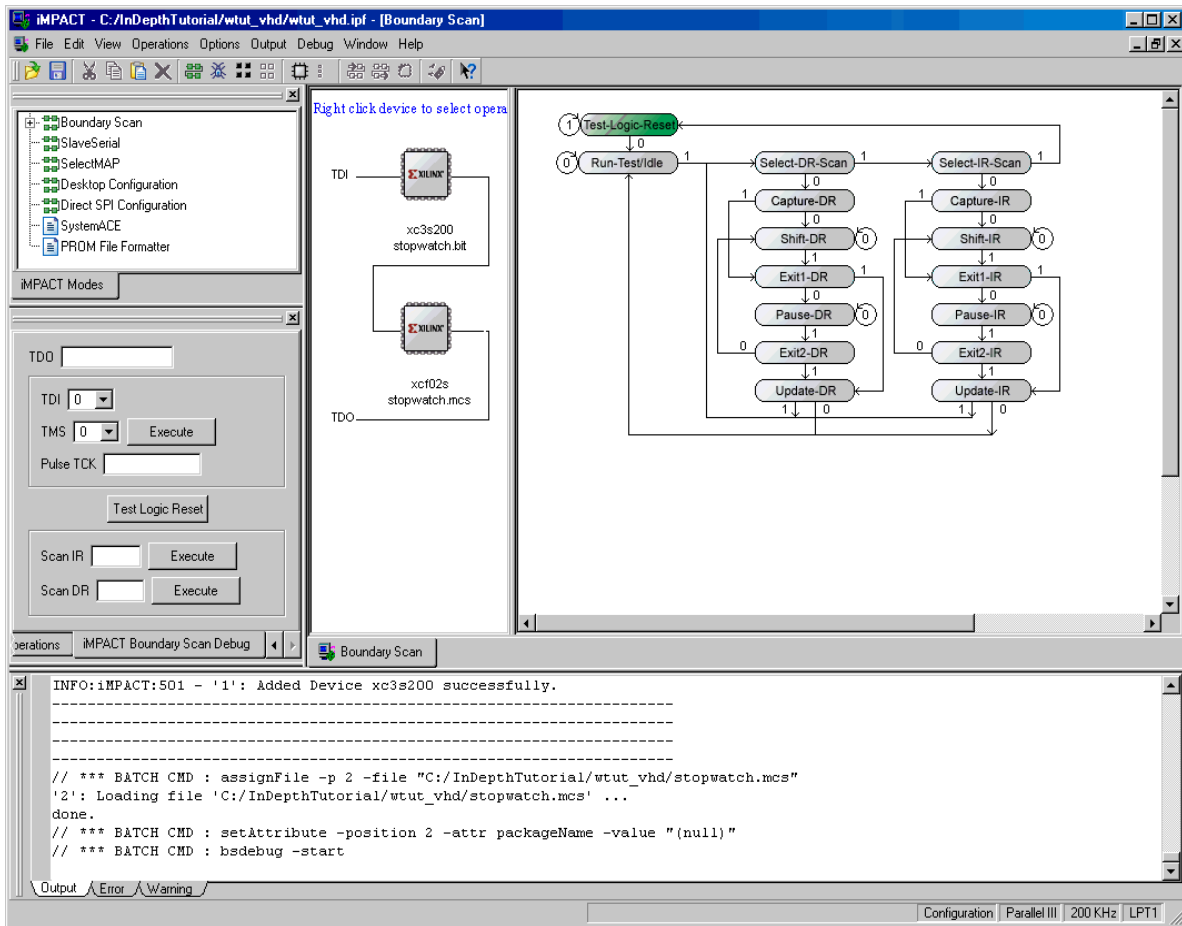 iMPACT - C:/InDepthTutorial/wtut_vhd/wtut_vhd.ipf - [Boundary Scan]
File Edit View Operations Options Output Debug Window Help
Boundary Scan
SlaveSerial
SelectMAP
Desktop Configuration
Direct SPI Configuration
SystemACE
PROM File Formatter
iMPACT Modes
TDO
TDI 0
TMS 0 Execute
Pulse TCK
Test Logic Reset
Scan IR Execute
Scan DR Execute
perations iMPACT Boundary Scan Debug
Right click device to select opera
TDI
XILINX
xc3s200
stopwatch.bit
XILINX
xcf02s
stopwatch.mcs
TDO
Boundary Scan
1 Test-Logic-Reset
0
0 Run-Test/Idle 1 Select-DR-Scan 1 Select-IR-Scan 1
0 0
1 Capture-DR 1 Capture-IR
0 0
Shift-DR 0 Shift-IR 0
1 1
Exit1-DR 1 Exit1-IR 1
0 0
Pause-DR 0 Pause-IR 0
1 1
0 Exit2-DR 0 Exit2-IR
1 1
Update-DR Update-IR
1 0 1 0
INFO:iMPACT:501 - '1': Added Device xc3s200 successfully.
----------------------------------------------------------------------
----------------------------------------------------------------------
----------------------------------------------------------------------
----------------------------------------------------------------------
// *** BATCH CMD : assignFile -p 2 -file "C:/InDepthTutorial/wtut_vhd/stopwatch.mcs"
'2': Loading file 'C:/InDepthTutorial/wtut_vhd/stopwatch.mcs' ...
done.
// *** BATCH CMD : setAttribute -position 2 -attr packageName -value "(null)"
// *** BATCH CMD : bsdebug -start
Output Error Warning
Configuration Parallel III 200 KHz LPT1